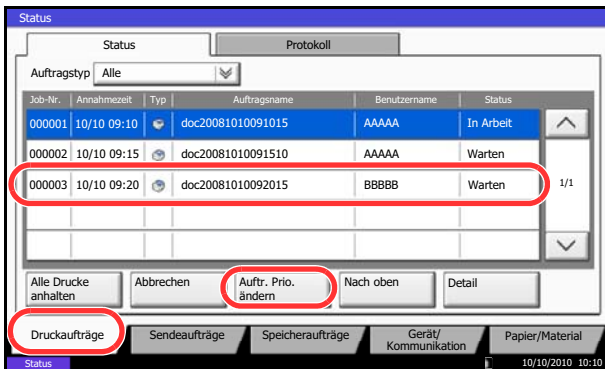 Status
Status Protokoll
Auftragstyp Alle
Job-Nr. Annahmezeit Typ Auftragsname Benutzername Status
000001 10/10 09:10 doc20081010091015 AAAAA In Arbeit
000002 10/10 09:15 doc20081010091510 AAAAA Warten
000003 10/10 09:20 doc20081010092015 BBBBB Warten
1/1
Alle Drucke anhalten
Abbrechen
Auftr. Prio. ändern
Nach oben
Detail
Druckaufträge
Sendeaufträge
Speicheraufträge
Gerät/
Kommunikation
Papier/Material
Status 10/10/2010 10:10